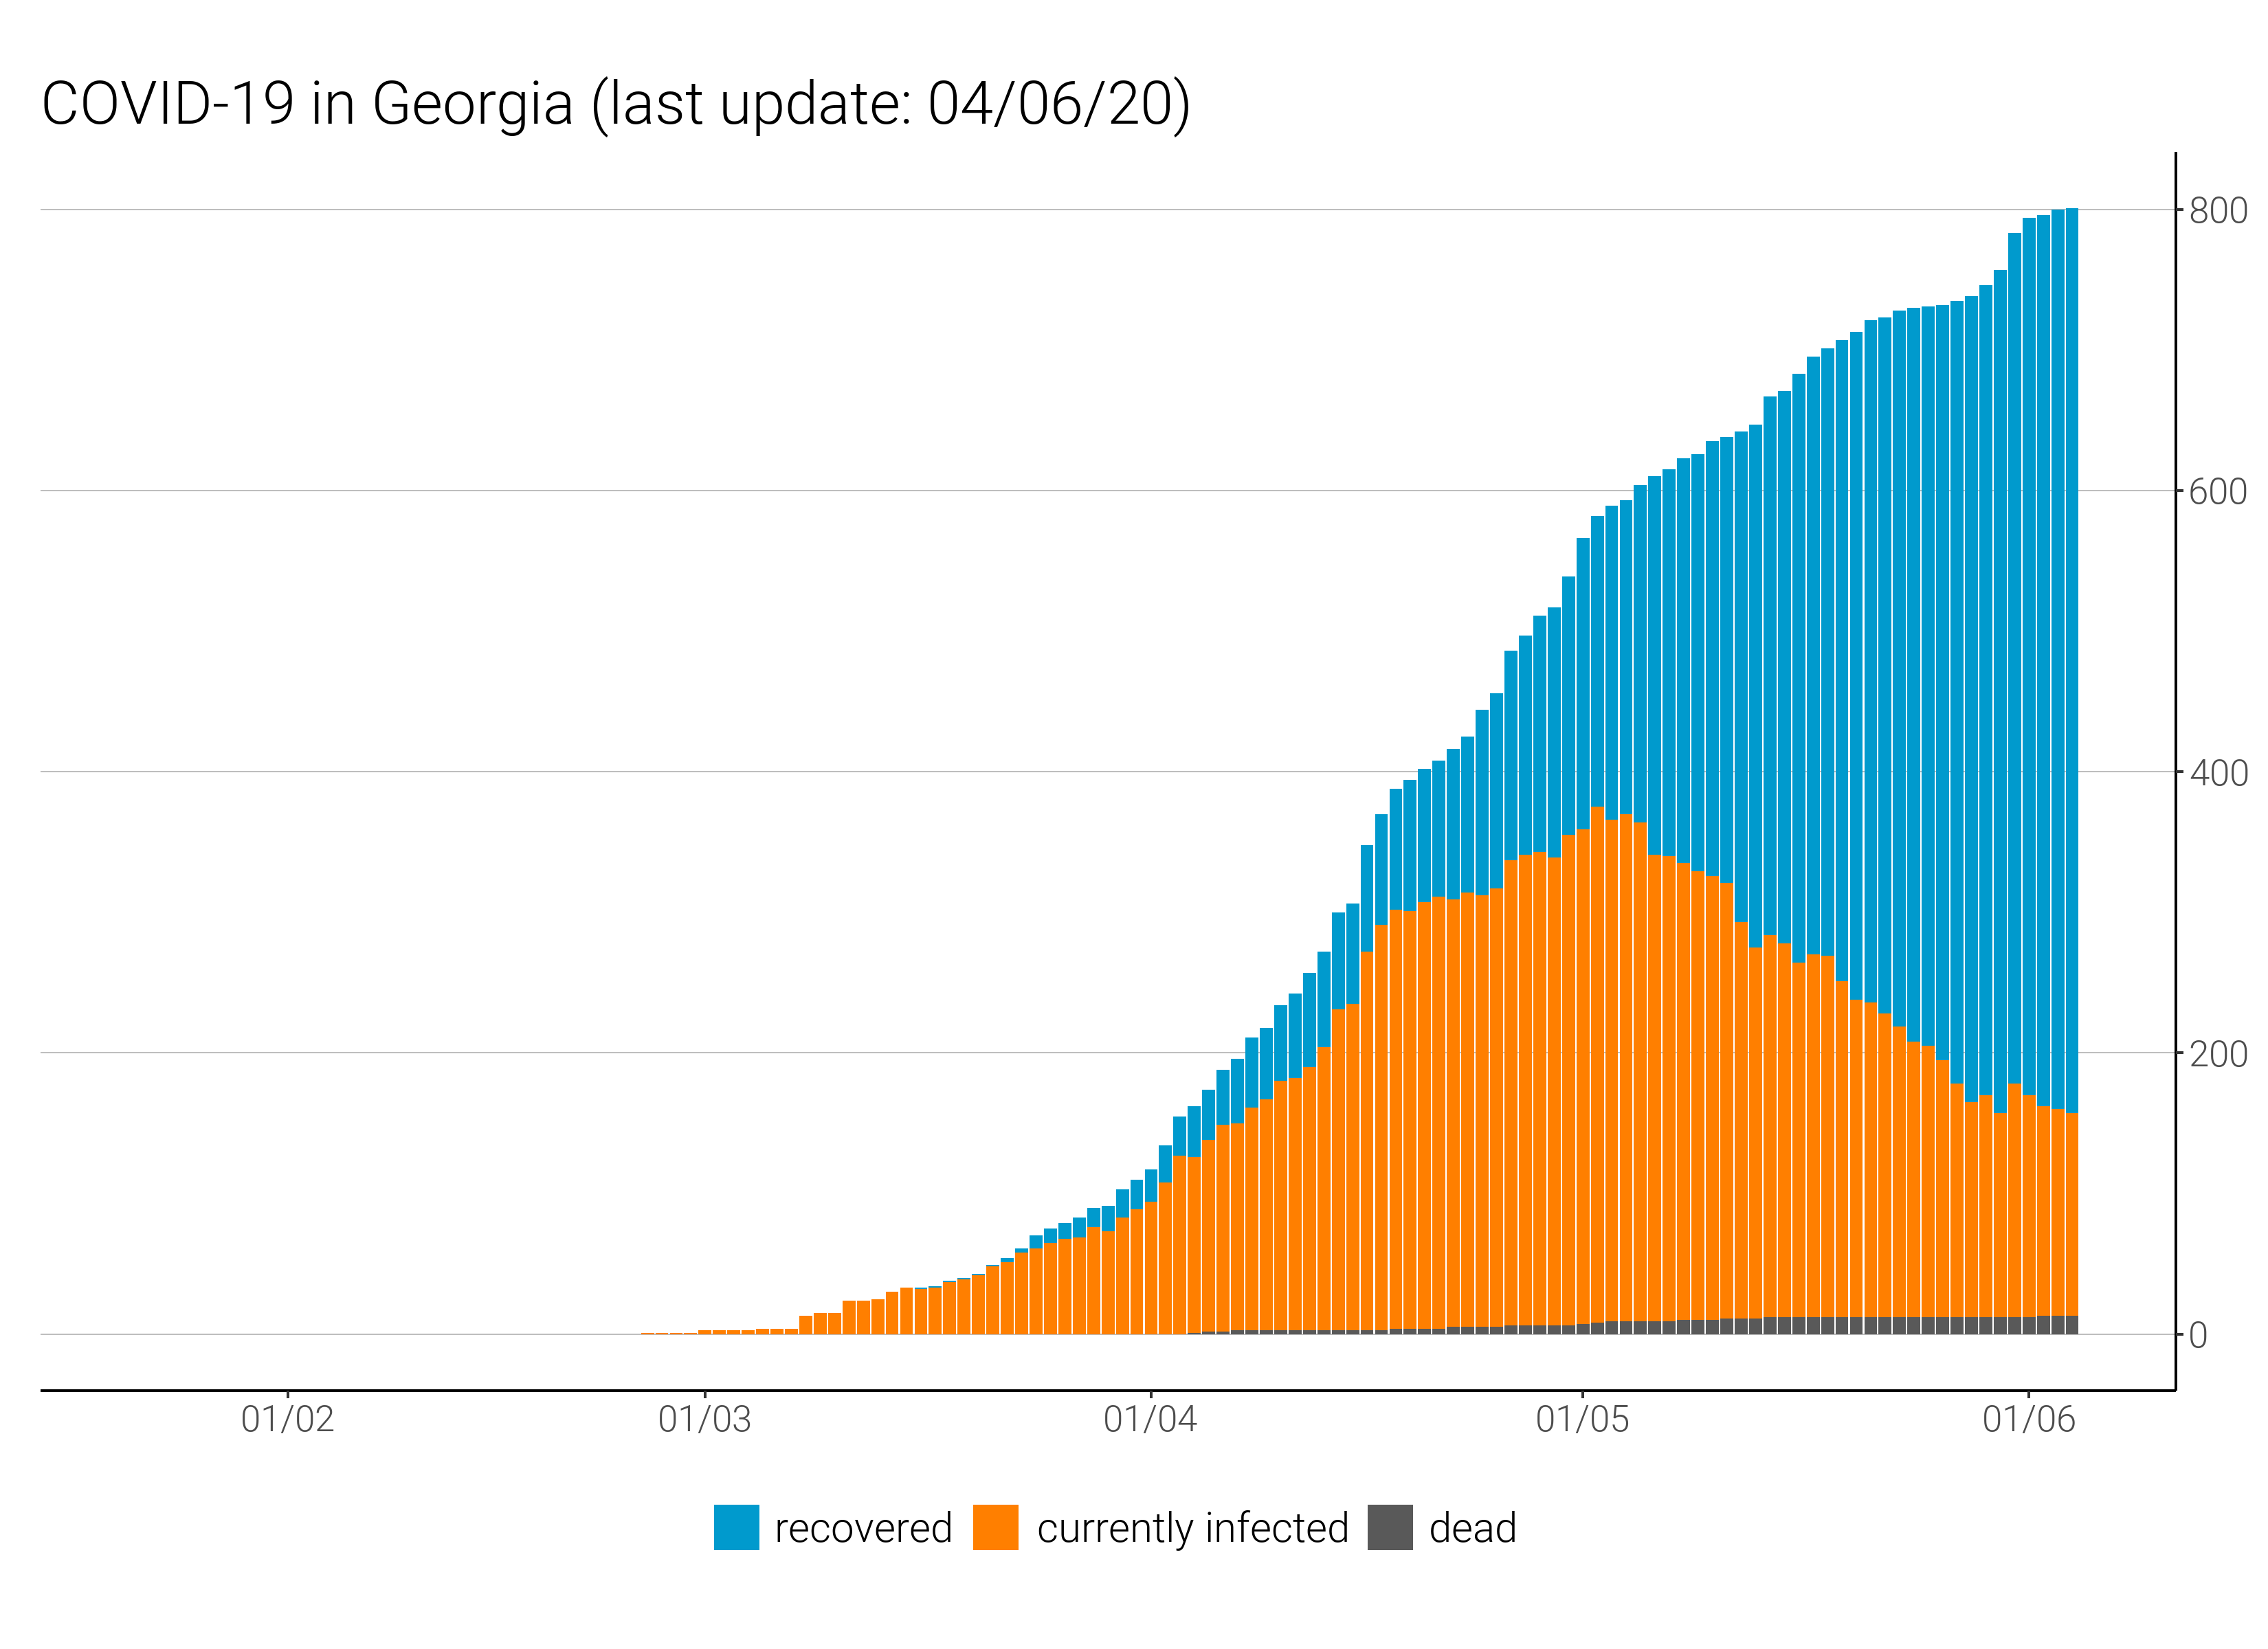 COVID-19 in Georgia (last update: 04/06/20)
800
600
400
200
0
01/02 01/03 01/04 01/05 01/06
recovered currently infected dead